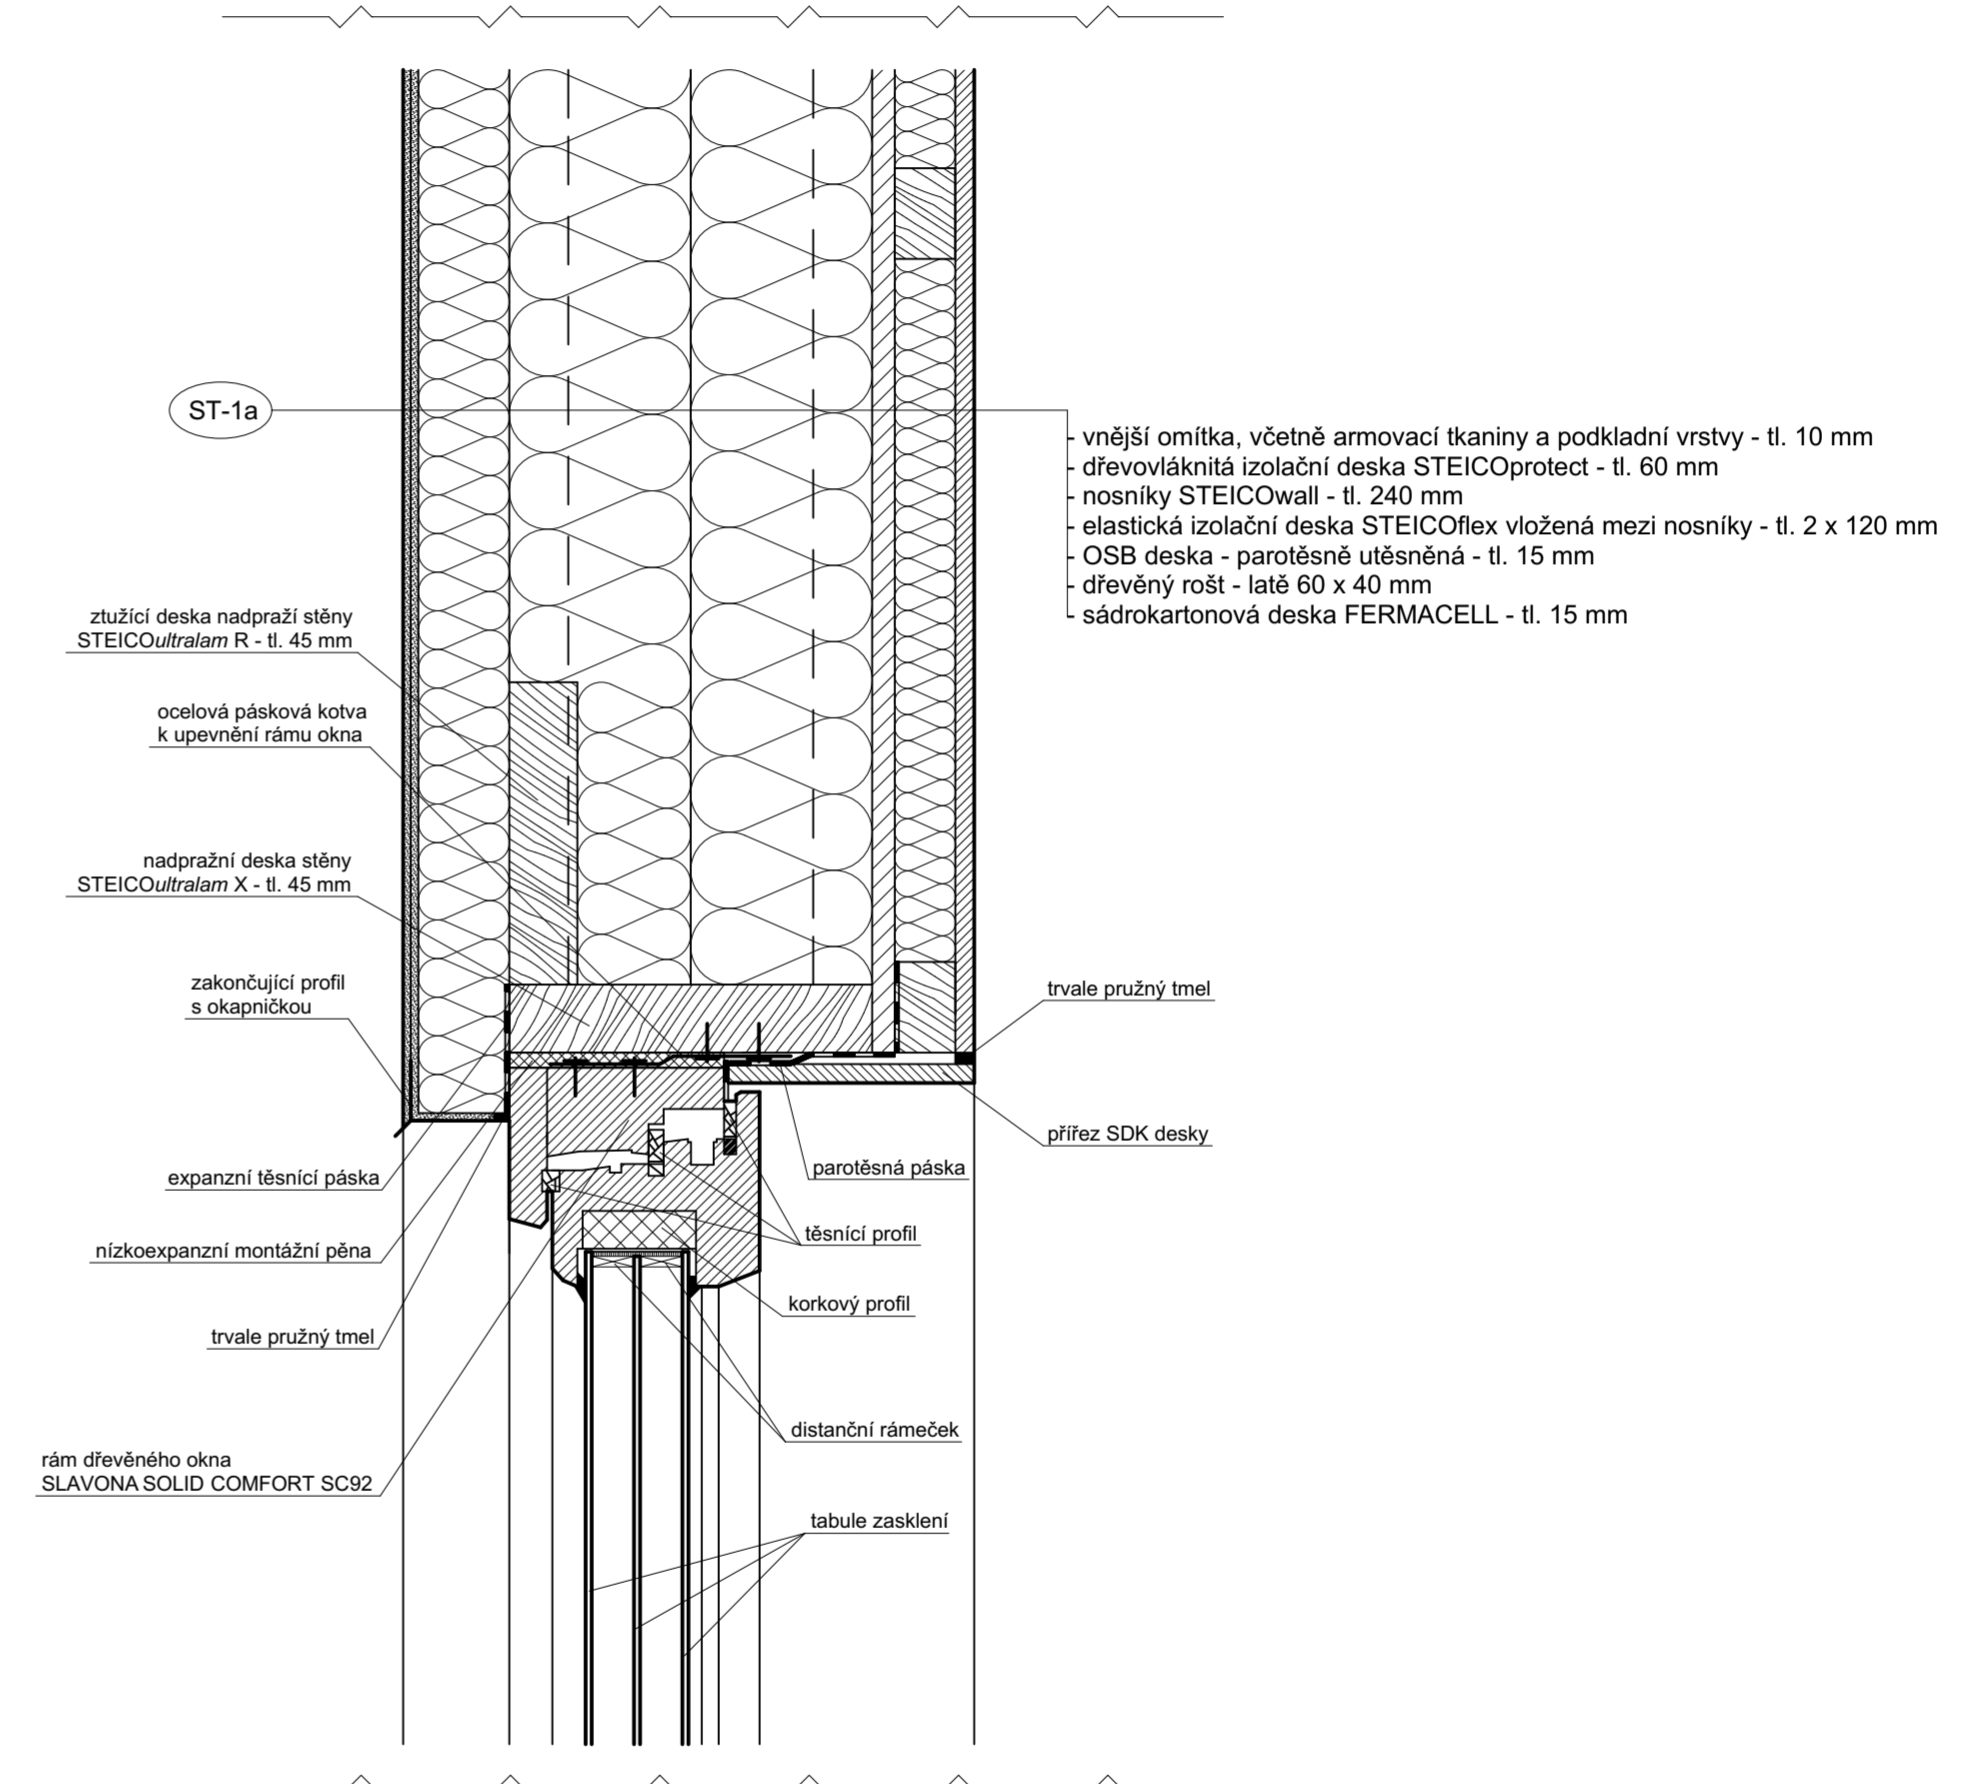 ST-1a
- vnější omítka, včetně armovací tkaniny a podkladní vrstvy - tl. 10 mm
- dřevovláknitá izolační deska STEICOprotect - tl. 60 mm
- nosníky STEICOwall - tl. 240 mm
- elastická izolační deska STEICOflex vložená mezi nosníky - tl. 2 x 120 mm
- OSB deska - parotěsně utěsněná - tl. 15 mm
- dřevěný rošt - latě 60 x 40 mm
- sádrokartonová deska FERMACELL - tl. 15 mm
ztužící deska nadpraží stěny
STEICOultralam R - tl. 45 mm
ocelová pásková kotva
k upevnění rámu okna
nadpražní deska stěny
STEICOultralam X - tl. 45 mm
zakončující profil
s okapničkou
expanzní těsnící páska
nízkoexpanzní montážní pěna
trvale pružný tmel
rám dřevěného okna
SLAVONA SOLID COMFORT SC92
trvale pružný tmel
přířez SDK desky
parotěsná páska
těsnící profil
korkový profil
distanční rámeček
tabule zasklení